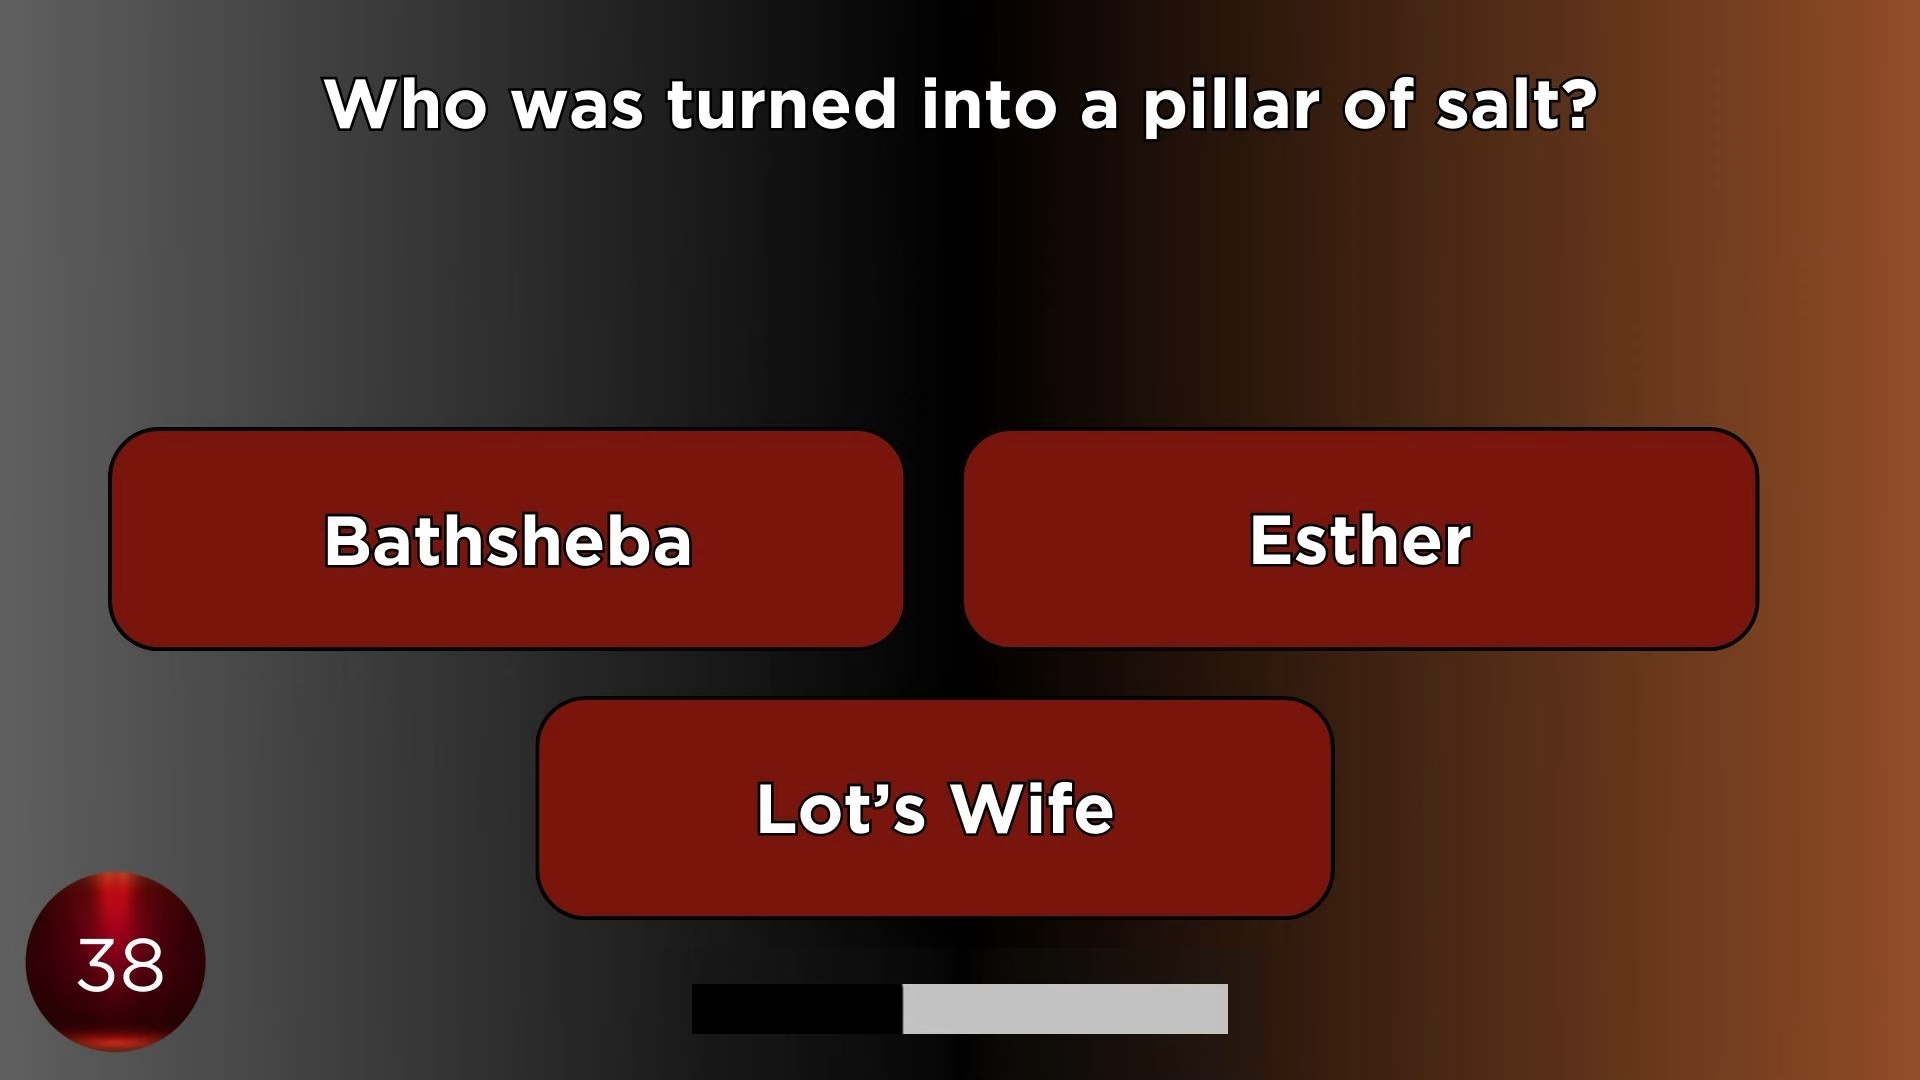 Who was turned into a pillar of salt?
Bathsheba
Esther
Lot’s Wife
38